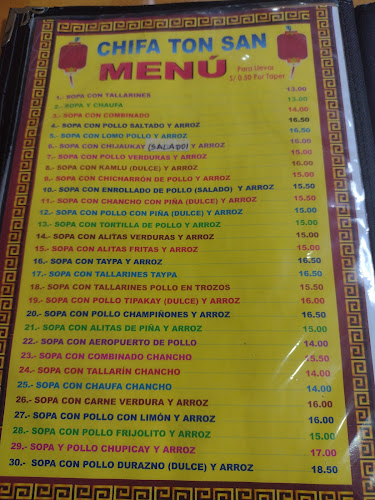 CHIFA TON SAN
MENÚ
Para Llevar
S/ 0.50 Por Taper
1.- SOPA CON TALLARINES 13.00
2.- SOPA Y CHAUFA 13.00
3.- SOPA CON COMBINADO 14.00
4.- SOPA CON POLLO SALTADO Y ARROZ 16.50
5.- SOPA CON LOMO POLLO Y ARROZ 16.50
6.- SOPA CON CHIJAUKAY (SALADO) Y ARROZ 16.00
7.- SOPA CON POLLO VERDURAS Y ARROZ 15.00
8.- SOPA CON KAMLU (DULCE) Y ARROZ 15.00
9.- SOPA CON CHICHARRÓN DE POLLO Y ARROZ 15.00
10.- SOPA CON ENROLLADO DE POLLO (SALADO) Y ARROZ 16.50
11.- SOPA CON CHANCHO CON PIÑA (DULCE) Y ARROZ 15.50
12.- SOPA CON POLLO CON PIÑA (DULCE) Y ARROZ 15.00
13.- SOPA CON TORTILLA DE POLLO Y ARROZ 15.00
14.- SOPA CON ALITAS VERDURAS Y ARROZ 15.00
15.- SOPA CON ALITAS FRITAS Y ARROZ 15.00
16.- SOPA CON TAYPA Y ARROZ 16.50
17.- SOPA CON TALLARINES TAYPA 16.50
18.- SOPA CON TALLARINES POLLO EN TROZOS 15.50
19.- SOPA CON POLLO TIPAKAY (DULCE) Y ARROZ 16.00
20.- SOPA CON POLLO CHAMPIÑONES Y ARROZ 16.50
21.- SOPA CON ALITAS DE PIÑA Y ARROZ 15.00
22.- SOPA CON AEROPUERTO DE POLLO 14.00
23.- SOPA CON COMBINADO CHANCHO 15.50
24.- SOPA CON TALLARÍN CHANCHO 14.00
25.- SOPA CON CHAUFA CHANCHO 14.00
26.- SOPA CON CARNE VERDURA Y ARROZ 16.00
27.- SOPA CON POLLO CON LIMÓN Y ARROZ 16.00
28.- SOPA CON POLLO FRIJOLITO Y ARROZ 15.00
29.- SOPA Y POLLO CHUPICAY Y ARROZ 17.00
30.- SOPA CON POLLO DURAZNO (DULCE) Y ARROZ 18.50